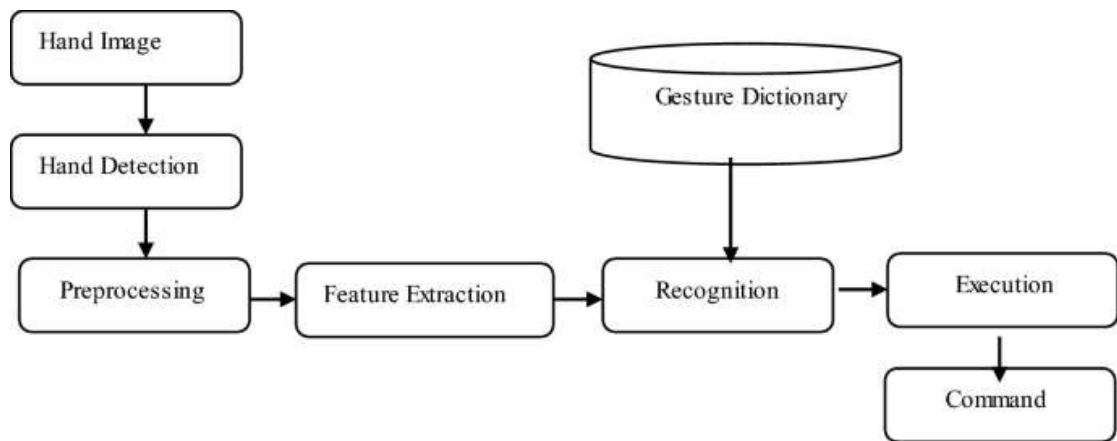 Hand Image
Gesture Dictionary
Hand Detection
Preprocessing
Feature Extraction
Recognition
Execution
Command